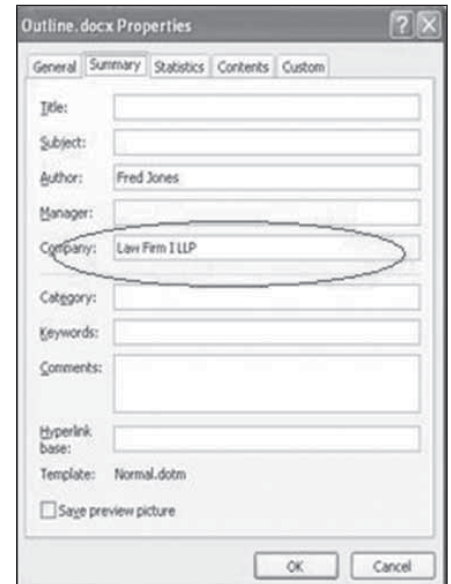 Outline.docx Properties
General Summary Statistics Contents Custom
Title:
Subject:
Author: Fred Jones
Manager:
Company: Law Firm I LLP
Category:
Keywords:
Comments:
Hyperlink
base:
Template: Normal.dotm
Save preview picture
OK Cancel